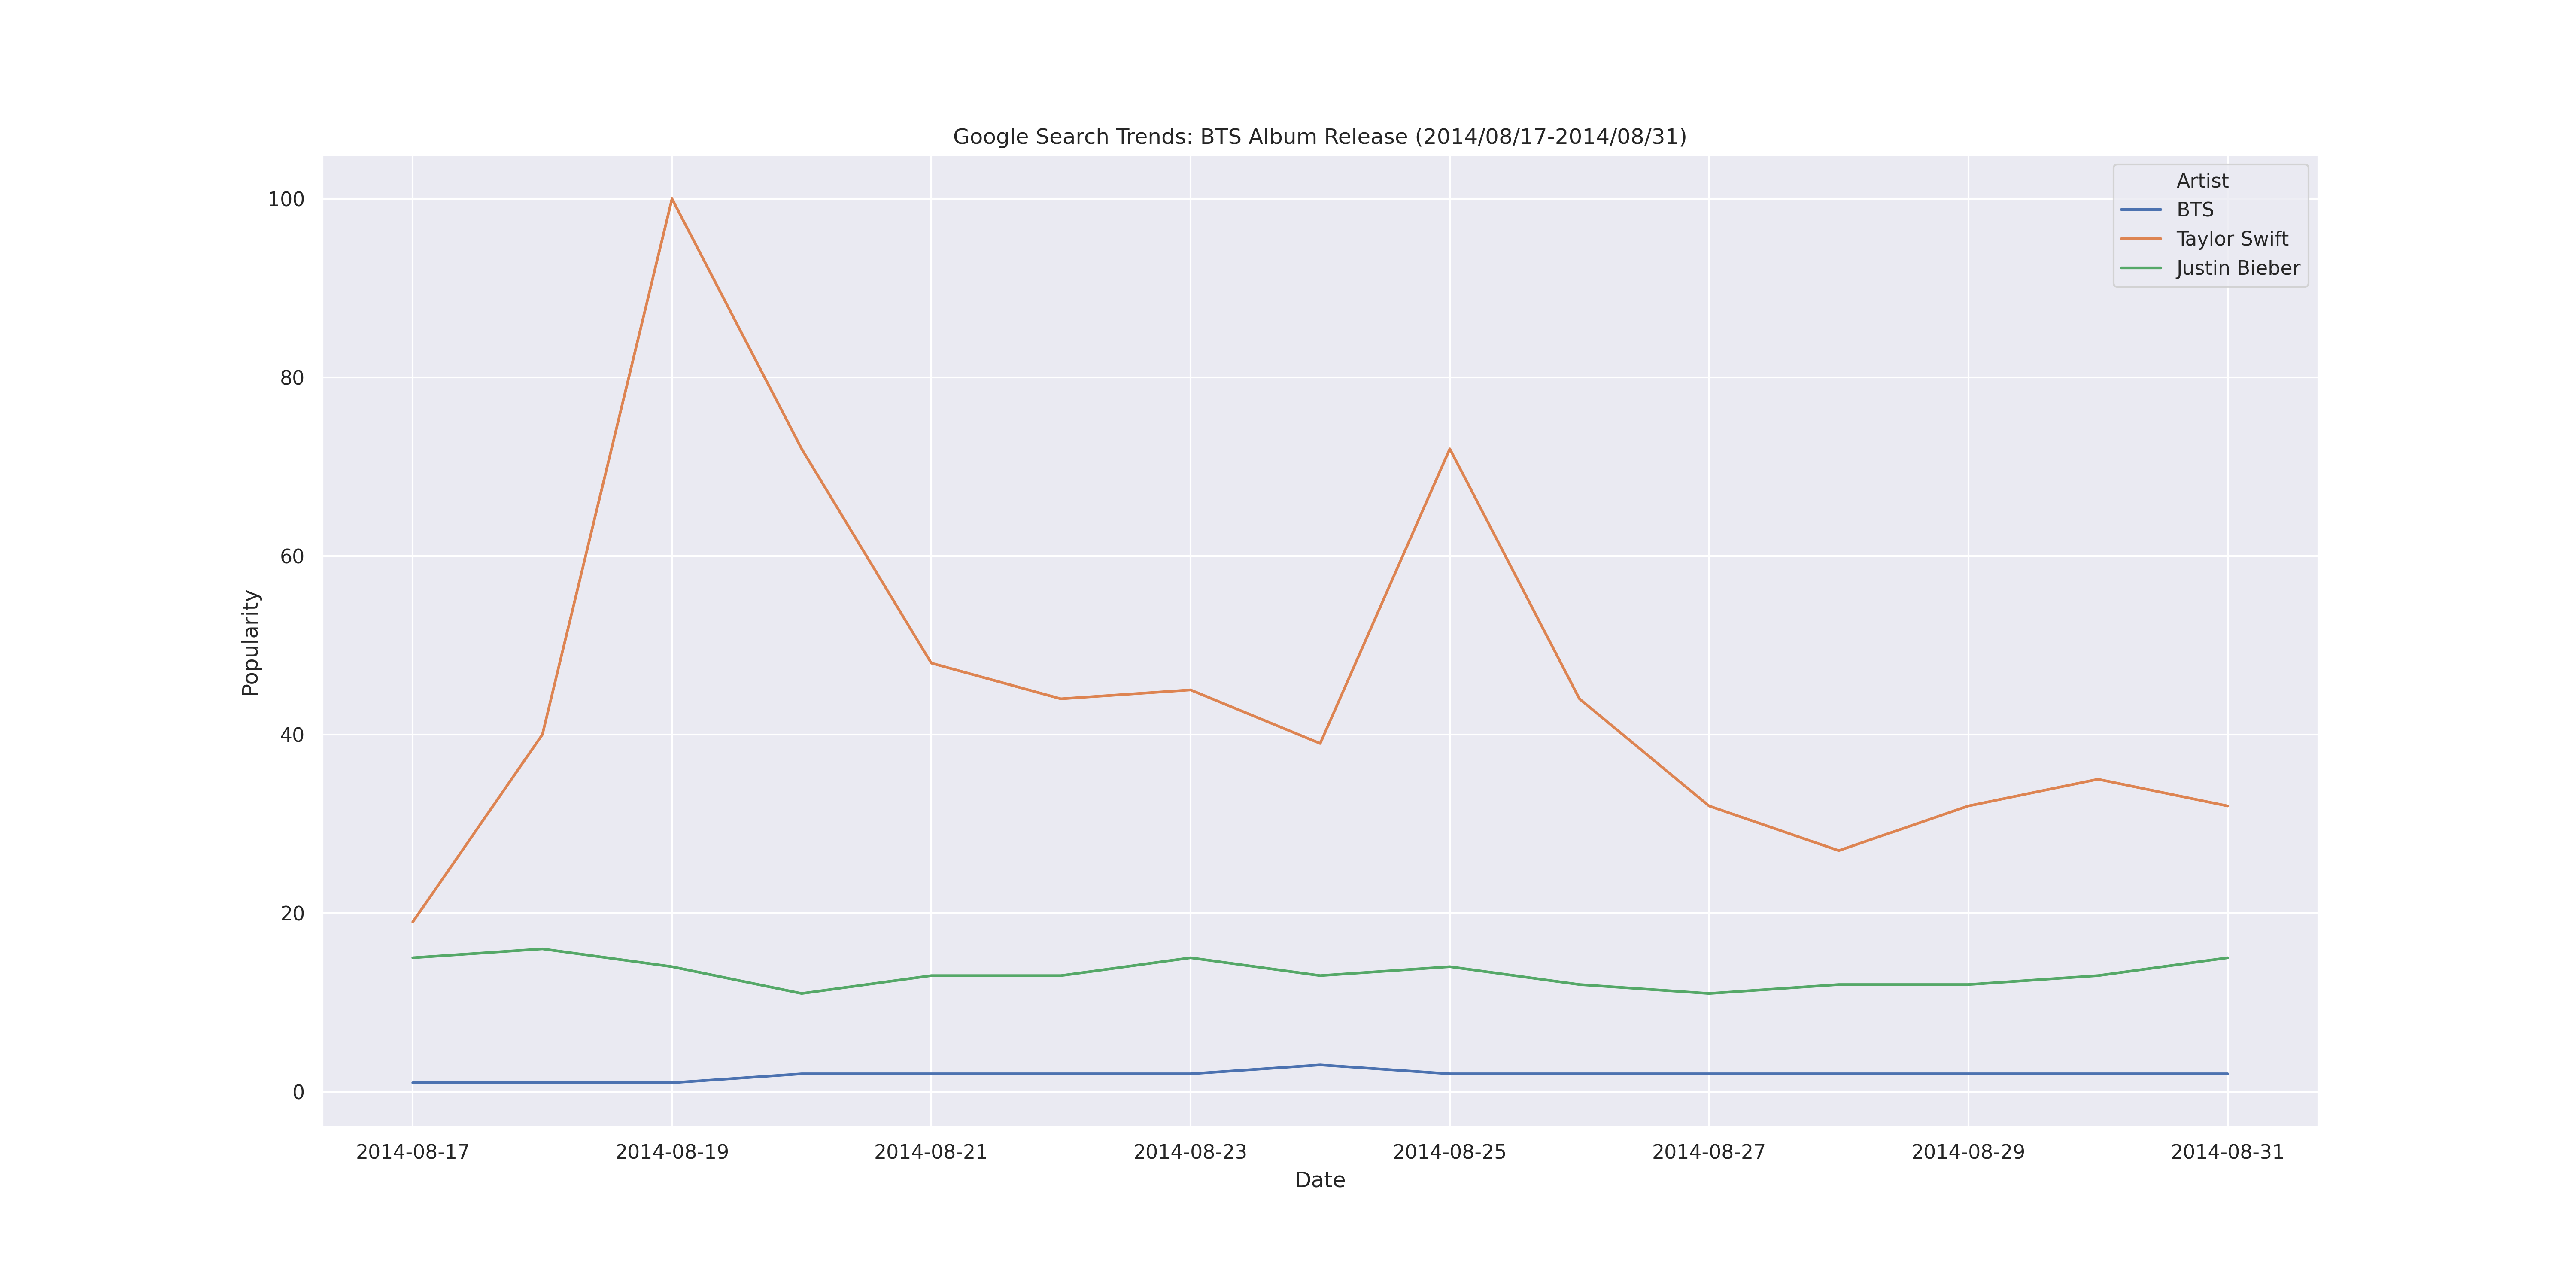 Google Search Trends: BTS Album Release (2014/08/17-2014/08/31)
Artist
BTS
Taylor Swift
Justin Bieber
Popularity
100
80
60
40
20
0
2014-08-17 2014-08-19 2014-08-21 2014-08-23 2014-08-25 2014-08-27 2014-08-29 2014-08-31
Date